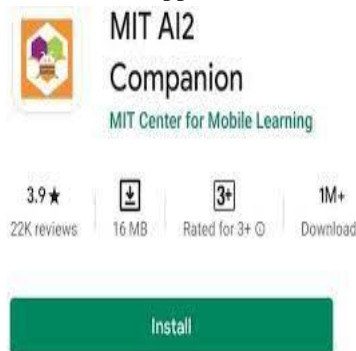 MIT AI2
Companion
MIT Center for Mobile Learning
3.9★ 3+ 1M+
22K reviews 16 MB Rated for 3+ Download
Install